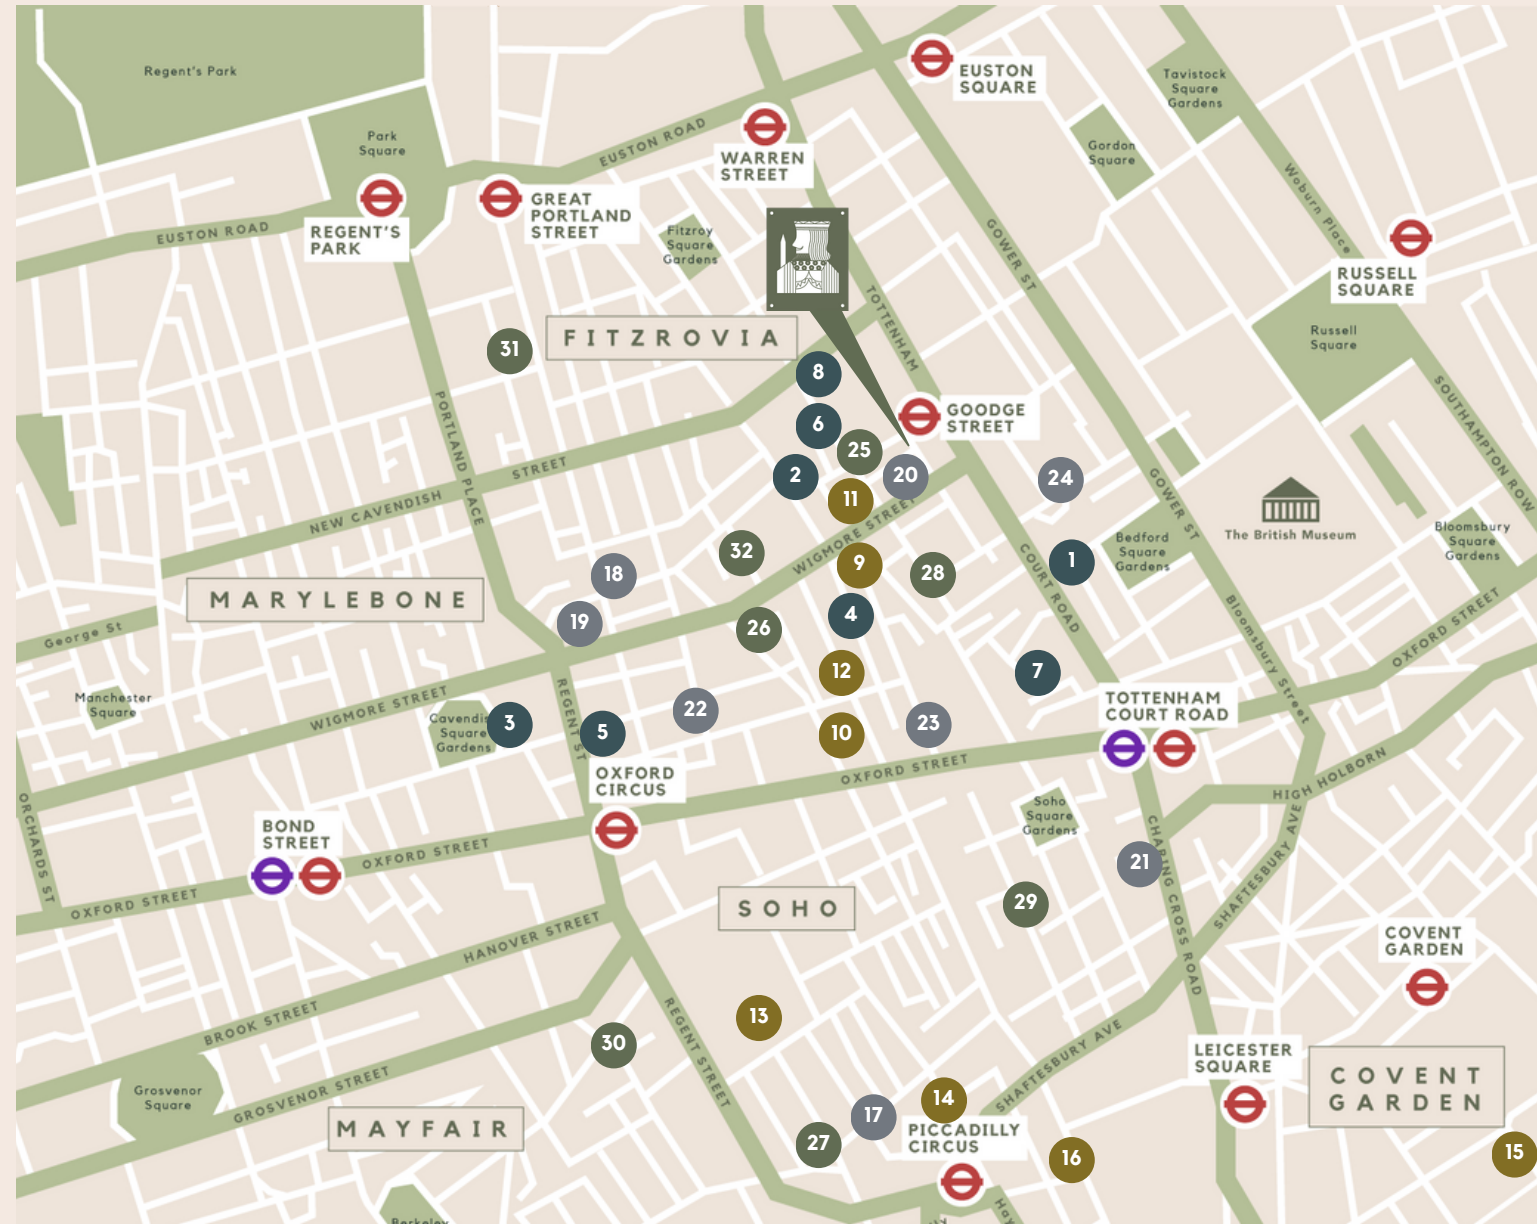 Regent's Park
Park
Square
EUSTON
SQUARE
Tavistock
Square
Gardens
Gordon
Square
EUSTON ROAD
WARREN
STREET
GREAT
PORTLAND
STREET
REGENT'S
PARK
EUSTON ROAD
Fitzroy
Square
Gardens
GOWER ST
Woburn Place
RUSSELL
SQUARE
Russell
Square
TOTTENHAM
FITZROVIA
31
8
6
25
2
20
11
GOODGE
STREET
24
SOUTHAMPTON ROW
PORTLAND PLACE
NEW CAVENDISH
STREET
GOWER ST
The British Museum
Bloomsbury
Square
Gardens
Bedford
Square
Gardens
WIGMORE STREET
32
9
28
1
COURT ROAD
18
MARYLEBONE
19
26
4
George St
Bloomsbury Street
OXFORD STREET
12
7
Manchester
Square
WIGMORE STREET
Cavendis
Square
Gardens
3
REGENT ST
5
22
10
23
TOTTENHAM
COURT ROAD
OXFORD STREET
OXFORD
CIRCUS
HIGH HOLBORN
ORCHARDS ST
BOND
STREET
OXFORD STREET
OXFORD STREET
Soho
Square
Gardens
CHARING CROSS ROAD
21
SHAFTESBURY AVE
SOHO
29
HANOVER STREET
COVENT
GARDEN
BROOK STREET
REGENT STREET
13
30
SHAFTESBURY AVE
LEICESTER
SQUARE
COVENT
GARDEN
Grosvenor
Square
GROSVENOR STREET
MAYFAIR
14
17
27
PICCADILLY
CIRCUS
16
15
Berkeley
Hay